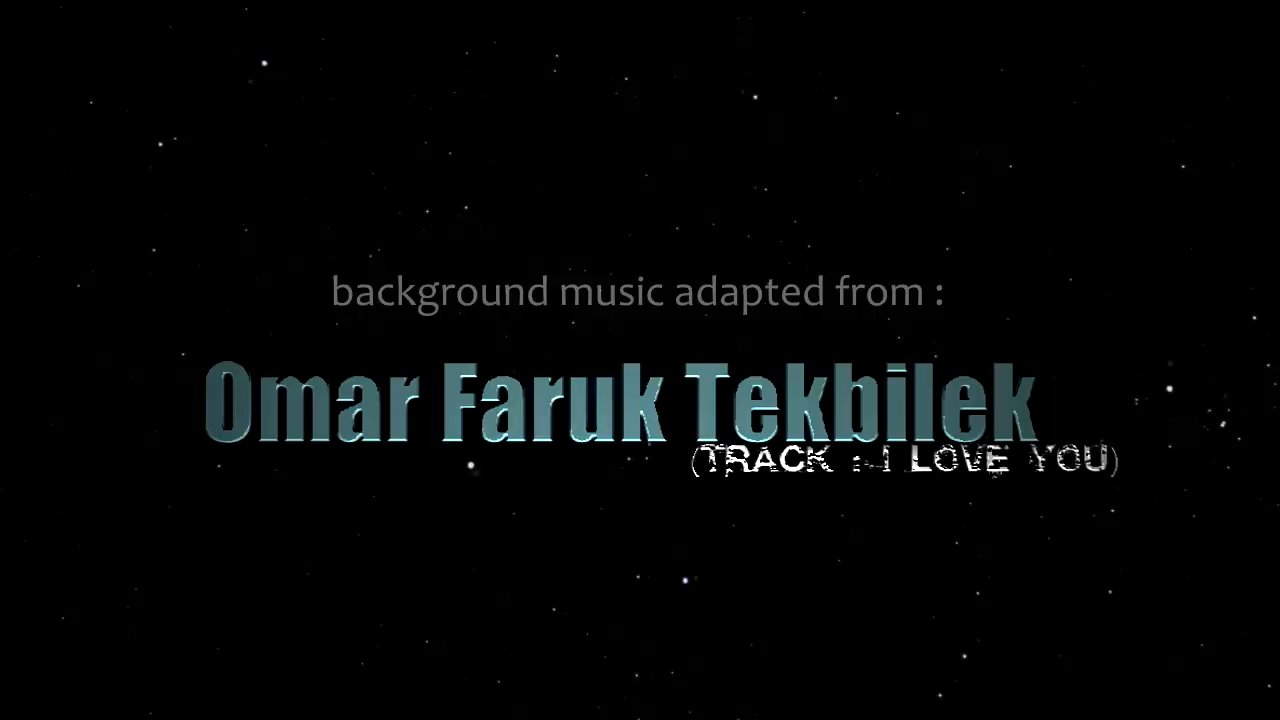 background music adapted from :
Omar Faruk Tekbilek
(TRACK : I LOVE YOU)